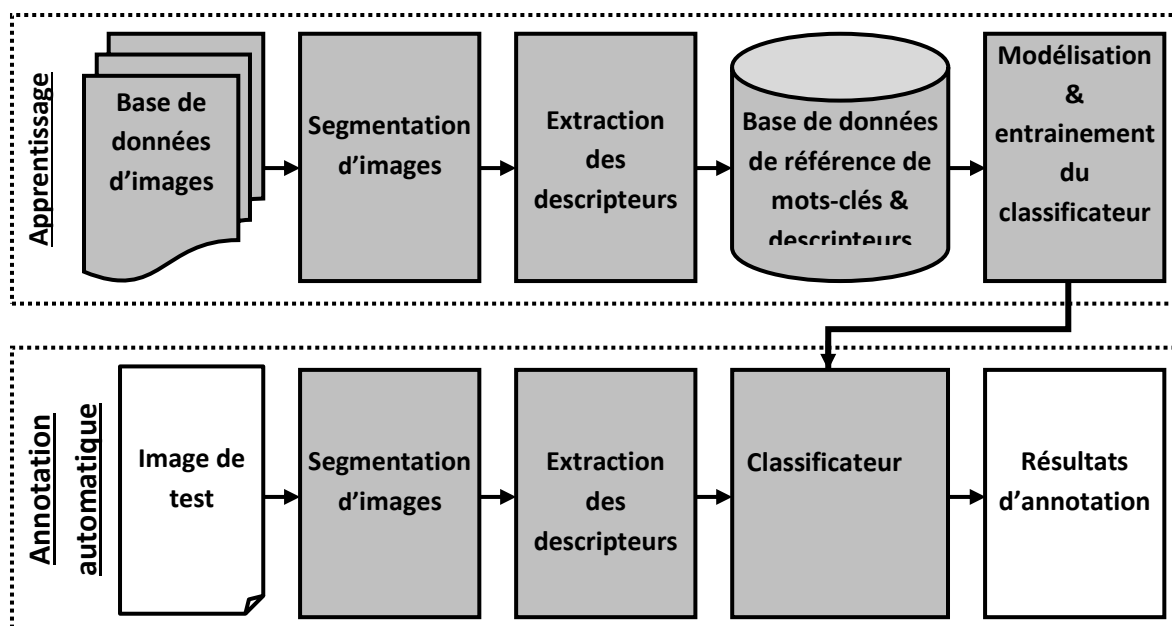 Apprentissage
Base de
données
d'images
Segmentation
d'images
Extraction
des
descripteurs
Base de données
de référence de
mots-clés &
descripteurs
Modélisation
&
entrainement
du
classificateur
Annotation
automatique
Image de
test
Segmentation
d'images
Extraction
des
descripteurs
Classificateur
Résultats
d'annotation